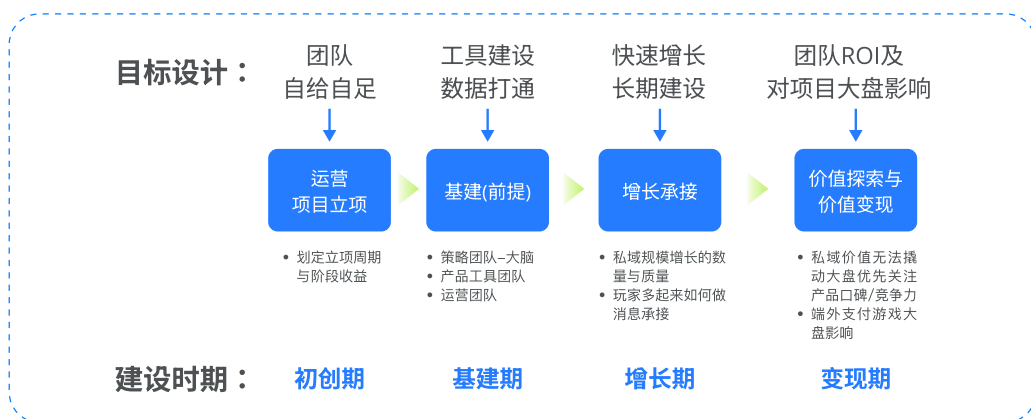 目标设计：
团队
自给自足
工具建设
数据打通
快速增长
长期建设
团队ROI及
对项目大盘影响
运营
项目立项
基建(前提)
增长承接
价值探索与
价值变现
• 划定立项周期
与阶段收益
• 策略团队–大脑
• 产品工具团队
• 运营团队
• 私域规模增长的数
量与质量
• 玩家多起来如何做
消息承接
• 私域价值无法撬
动大盘优先关注
产品口碑/竞争力
• 端外支付游戏大
盘影响
建设时期：
初创期
基建期
增长期
变现期